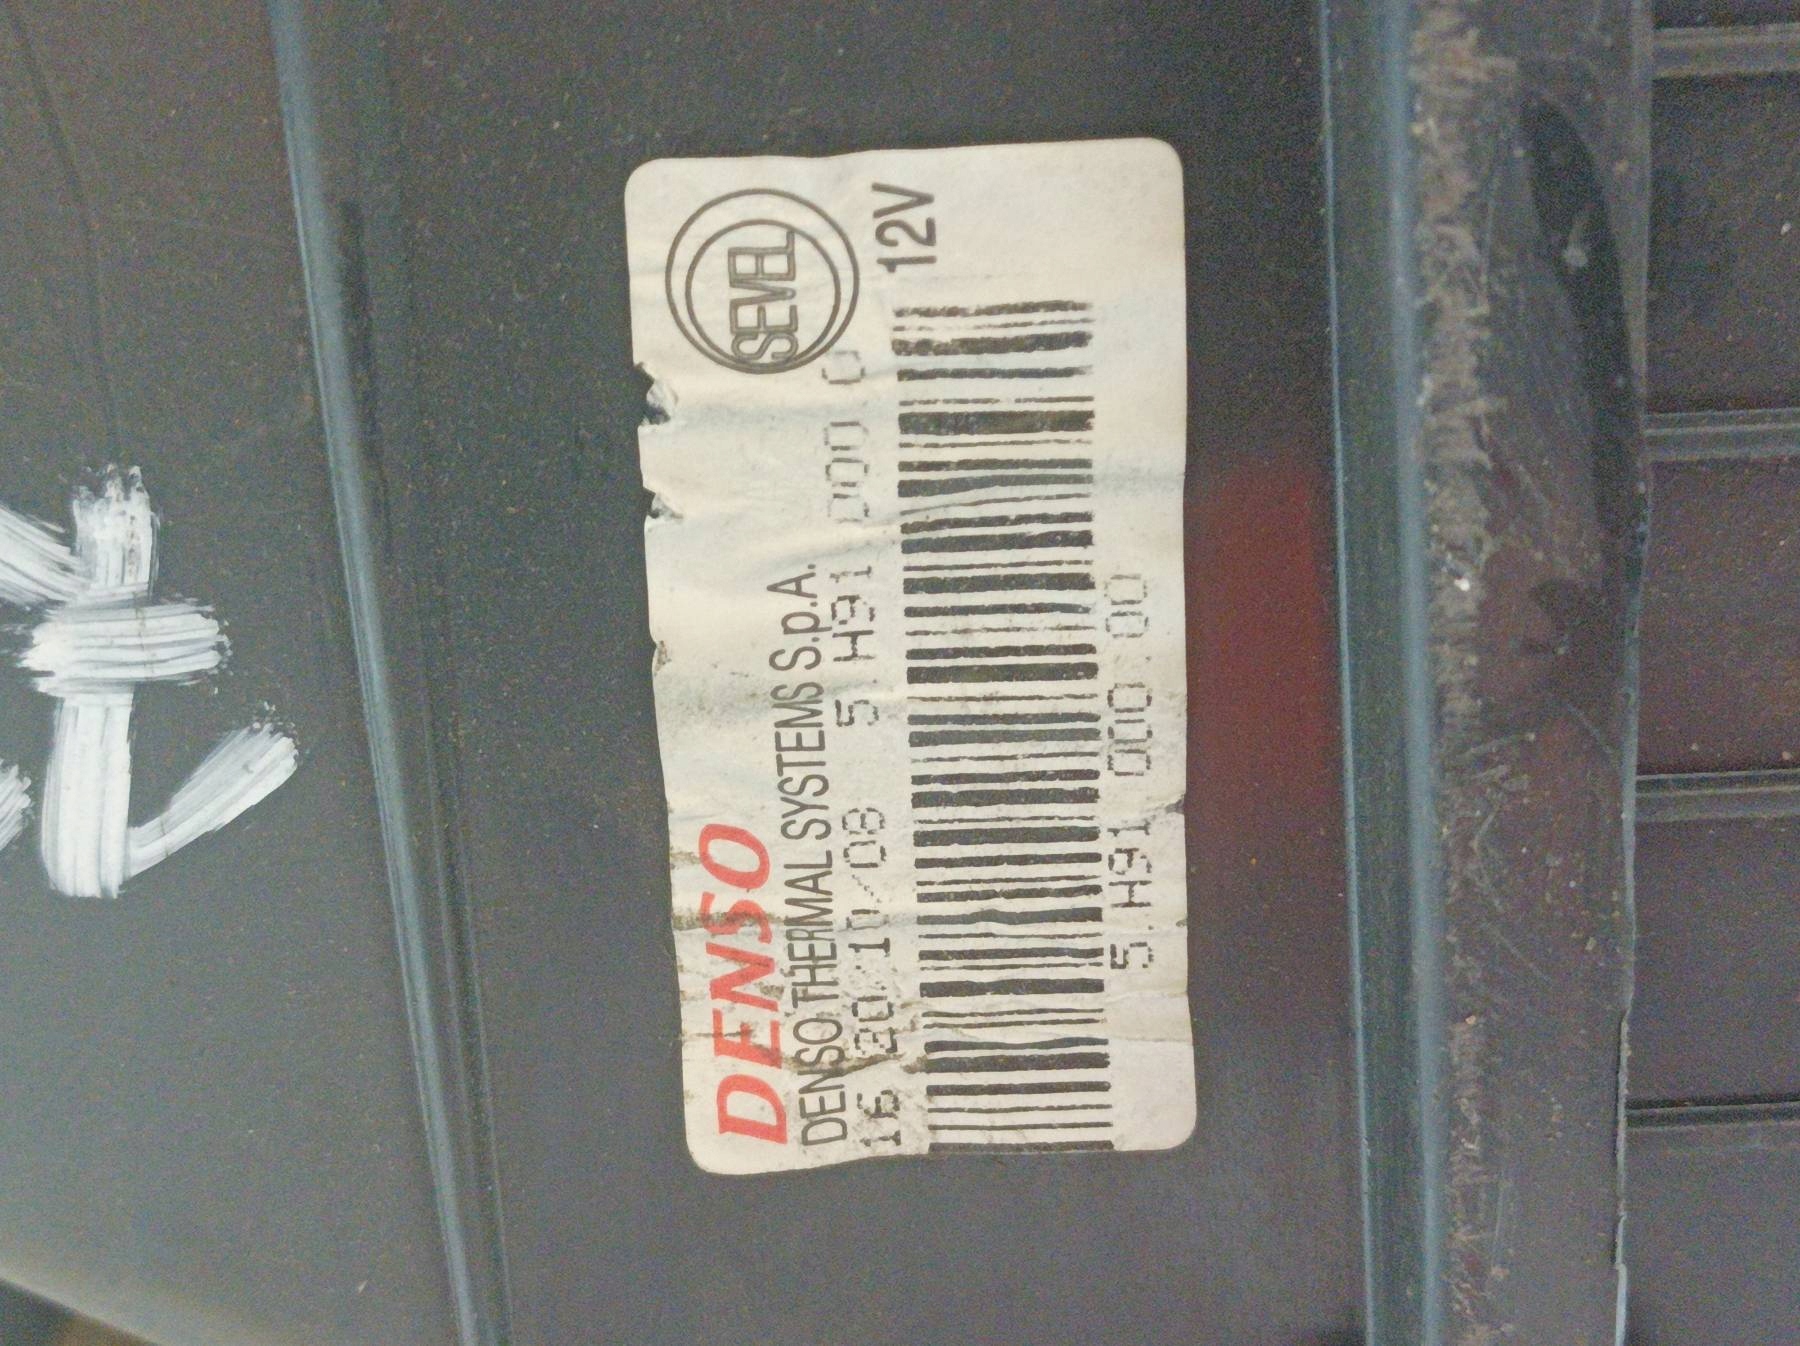 DENSO
SEVEL
DENSO THERMAL SYSTEMS S.p.A.
16 20 10/08 5.H91 000 0
12V
5.H91 000.00